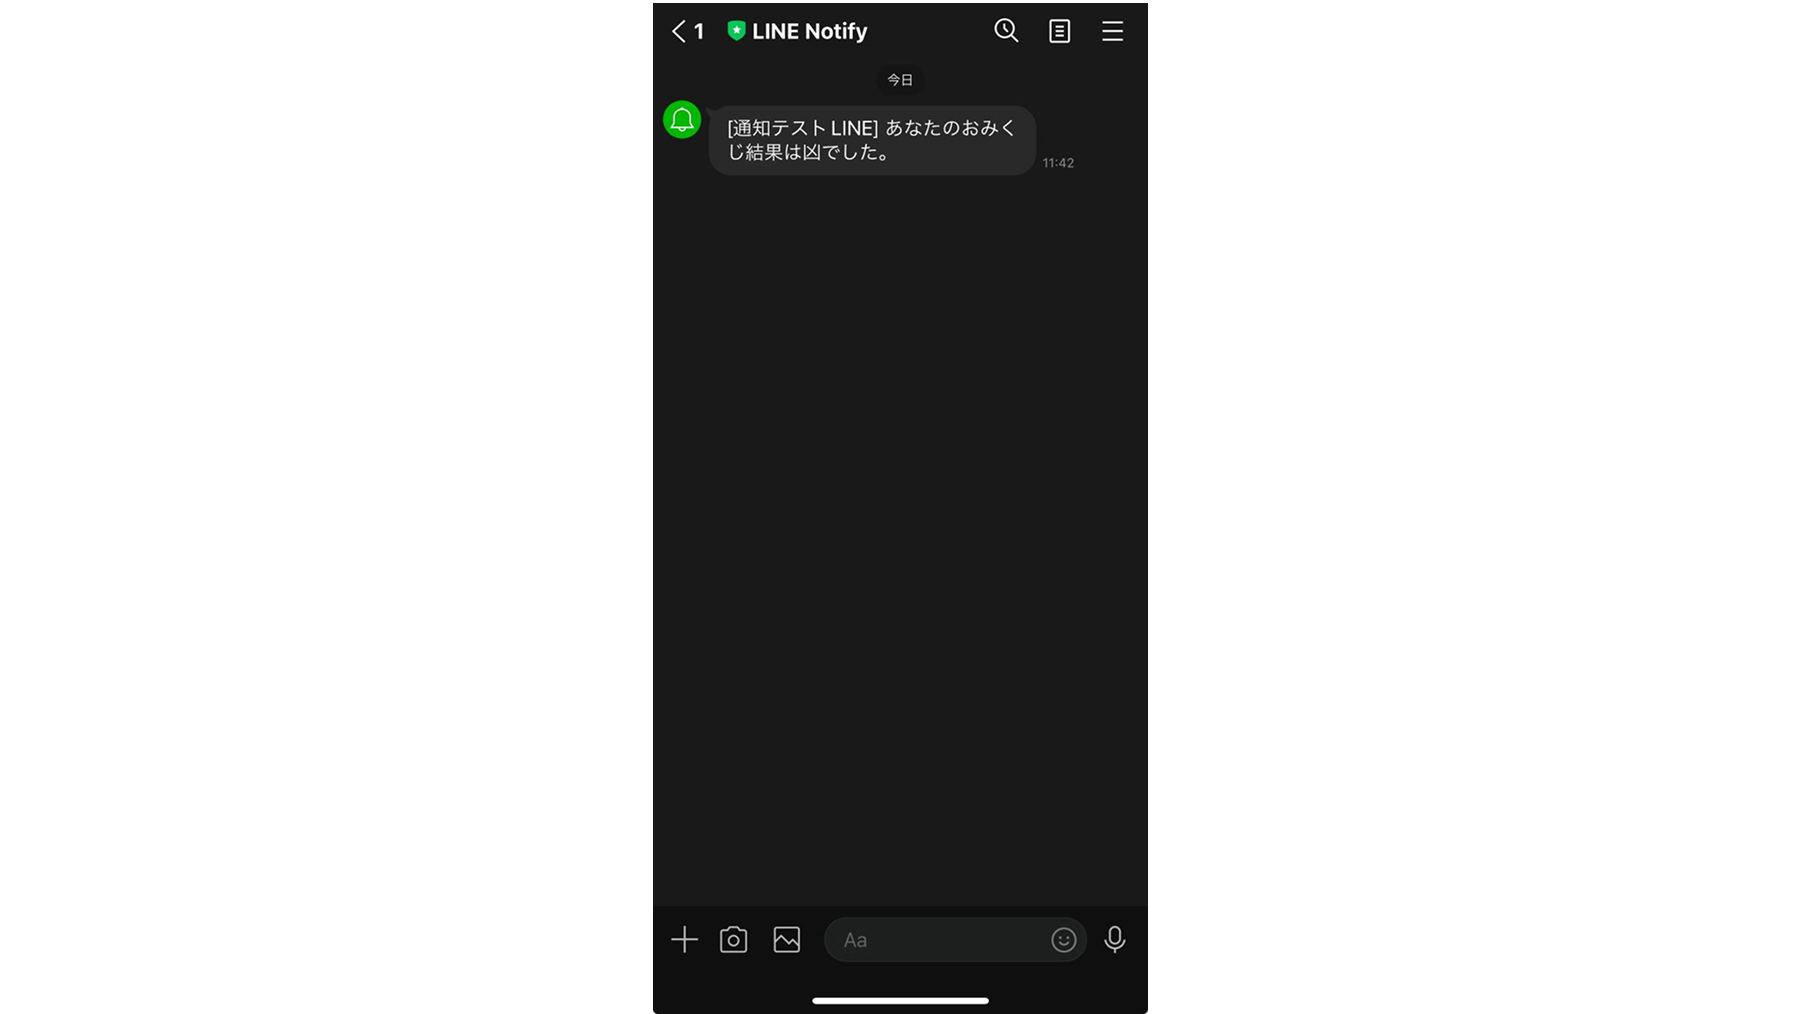 1 LINE Notify
今日
[通知テスト LINE] あなたのおみく
じ結果は凶でした。
11:42
Aa